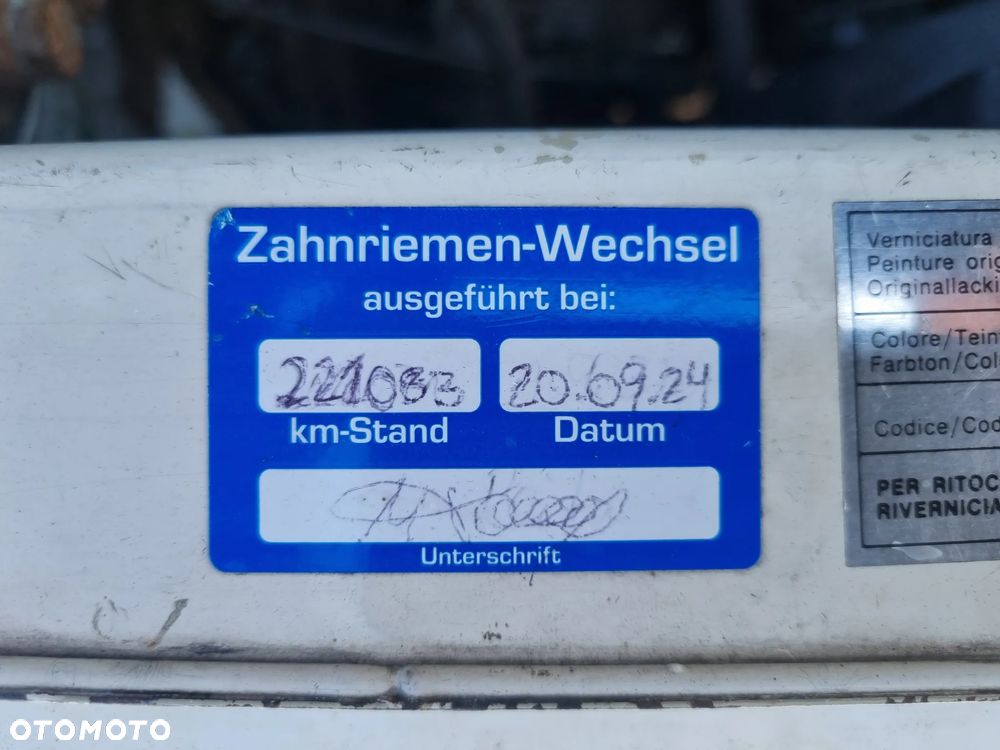 Zahnriemen-Wechsel
ausgeführt bei:
221083 20.09.24
km-Stand Datum
Unterschrift
Verniciatura
Peinture orig
Originallacki
Colore/Tein
Farbton/Col
Codice/Cod
PER RITOC
RIVERNICIA
OTOMOTO